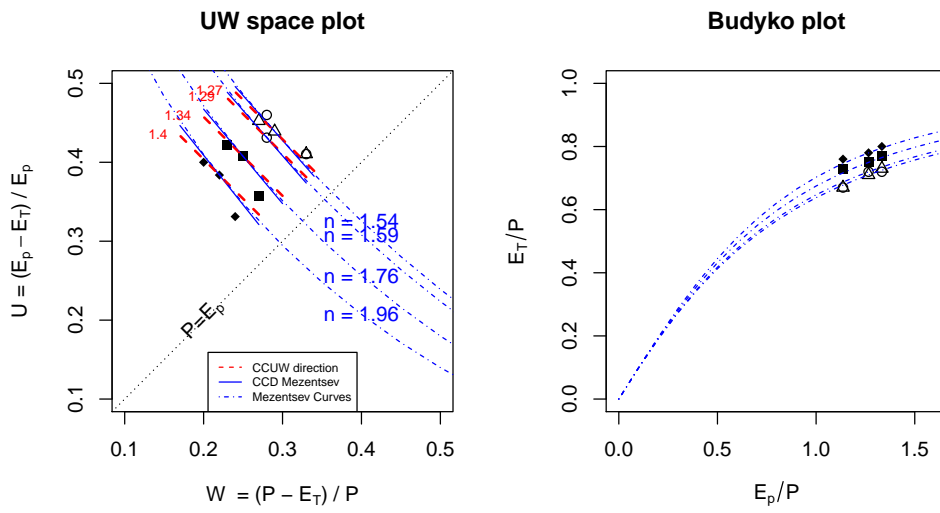 UW space plot
Budyko plot
U = (Ep − ET) / Ep
0.5
0.4
0.3
0.2
0.1
1.27
1.29
1.34
1.4
n = 1.54
n = 1.59
n = 1.76
n = 1.96
P=Ep
CCUW direction
CCD Mezentsev
Mezentsev Curves
0.1 0.2 0.3 0.4 0.5
W = (P − ET) / P
ET/P
1.0
0.8
0.6
0.4
0.2
0.0
0.0 0.5 1.0 1.5
Ep/P